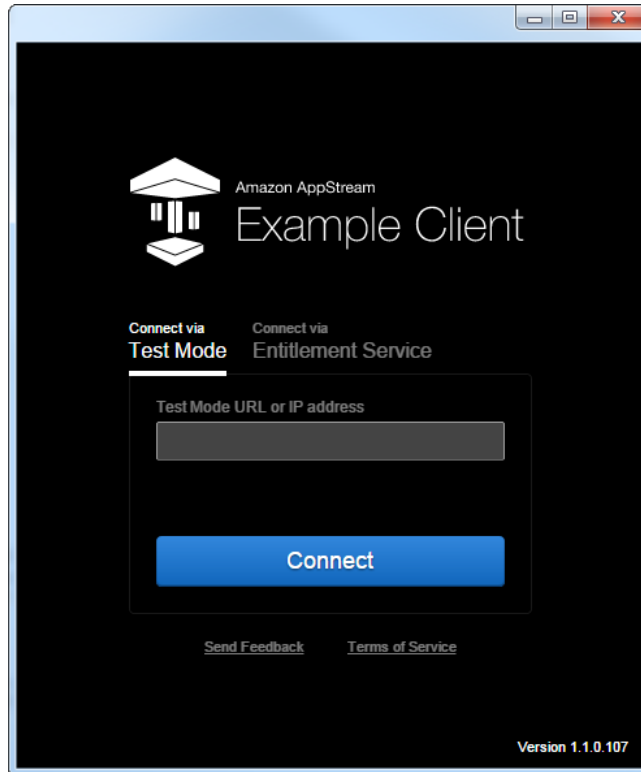 Amazon AppStream
Example Client
Connect via
Test Mode
Connect via
Entitlement Service
Test Mode URL or IP address
Connect
Send Feedback
Terms of Service
Version 1.1.0.107